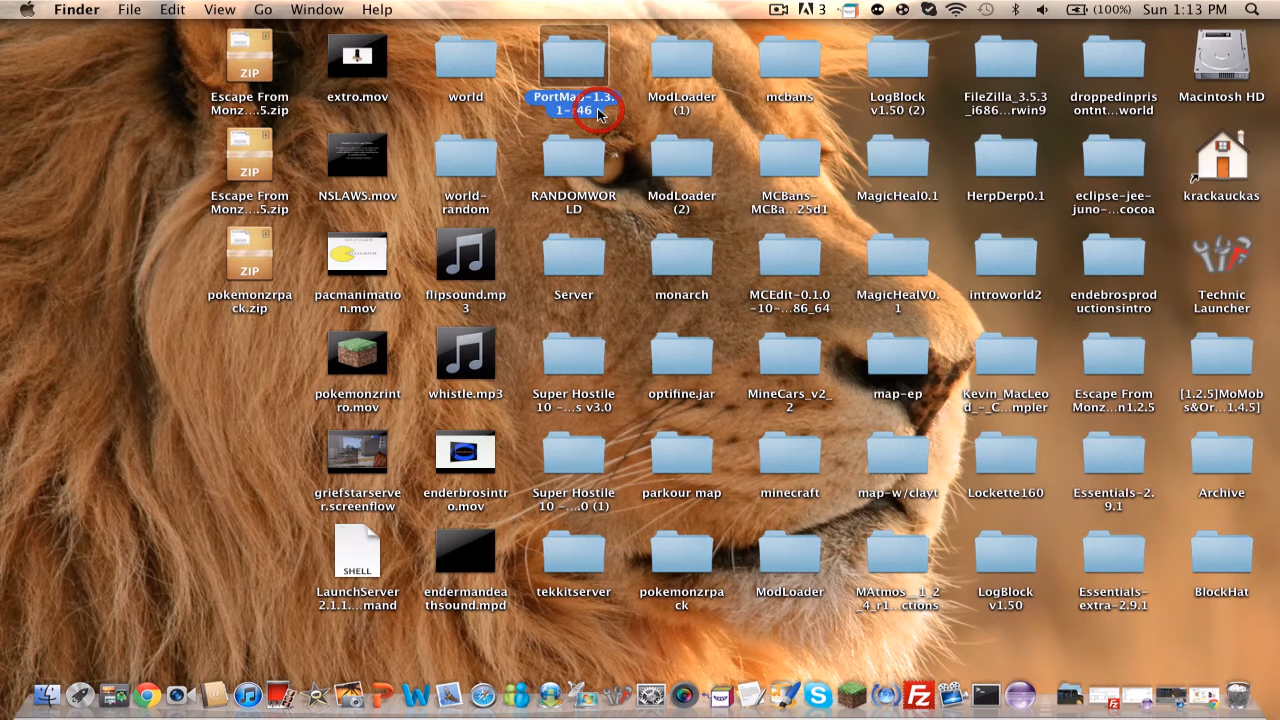 Finder File Edit View Go Window Help 3 (100%) Sun 1:13 PM
Escape From
Monz....5.zip
extro.mov
world
PortMap-1.3.
1-46
ModLoader
(1)
mcbans
LogBlock
v1.50 (2)
FileZilla_3.5.3
_i686...rwin9
droppedinpris
ontnt...world
Macintosh HD
ZIP
Escape From
Monz....5.zip
NSLAWS.mov
world-
random
RANDOMWOR
LD
ModLoader
(2)
MCBans-
MCBa...25d1
MagicHeal0.1
HerpDerp0.1
eclipse-jee-
juno-...cocoa
krackauckas
ZIP
pokemonzrpa
ck.zip
pacmanimatio
n.mov
flipsound.mp
3
Server
monarch
MCEdit-0.1.0
-10-...86_64
MagicHealV0.
1
introworld2
endebrosprod
uctionsintro
Technic
Launcher
ZIP
pokemonzrin
tro.mov
whistle.mp3
Super Hostile
10 -...s v3.0
optifine.jar
MineCars_v2_
2
map-ep
Kevin_MacLeo
d_-_C...mpler
Escape From
Monz...n1.2.5
[1.2.5]MoMob
s&Or...1.4.5]
griefstarserve
r.screenflow
enderbrosintr
o.mov
Super Hostile
10 -....0 (1)
parkour map
minecraft
map-w/clayt
Lockette160
Essentials-2.
9.1
Archive
SHELL
LaunchServer
2.1.1....mand
endermandea
thsound.mpd
tekkitserver
pokemonzrpa
ck
ModLoader
MAtmos__1_2
_4_r1...ctions
LogBlock
v1.50
Essentials-
extra-2.9.1
BlockHat